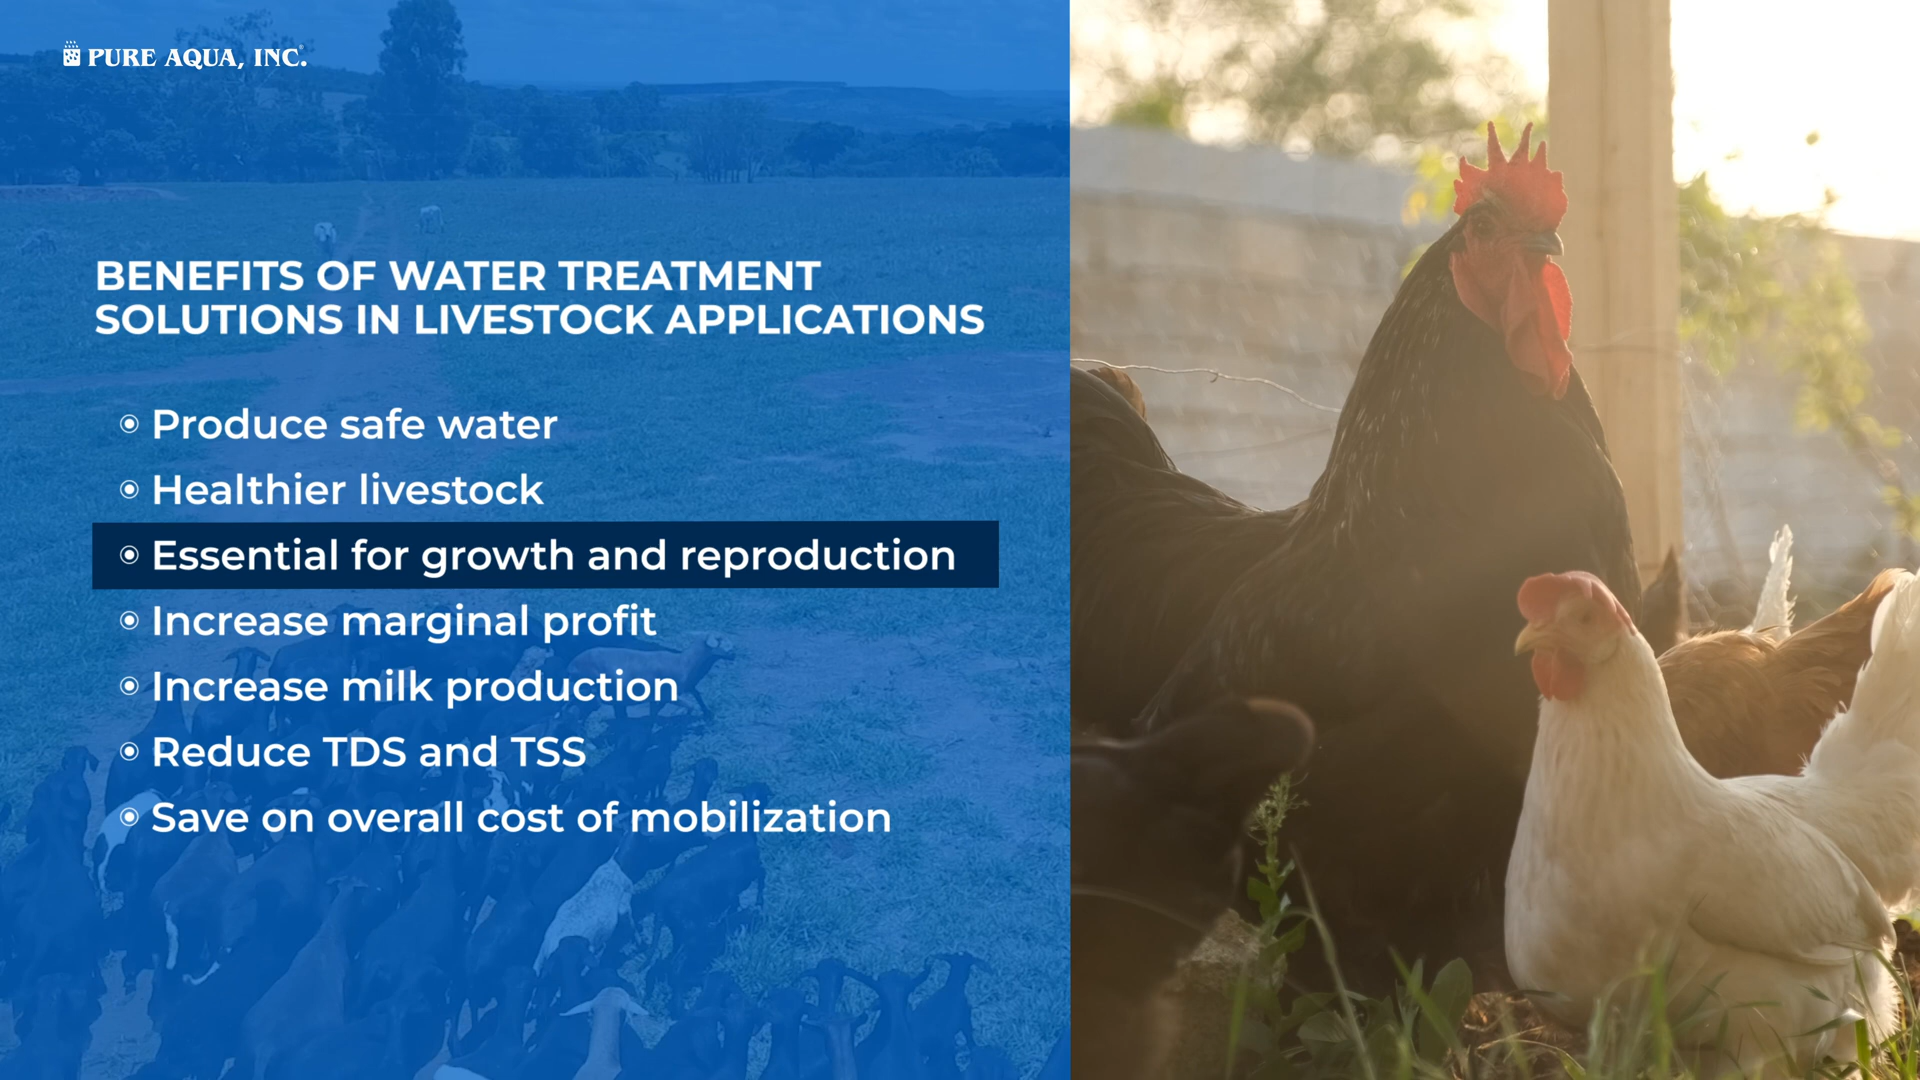 PURE AQUA, INC.
BENEFITS OF WATER TREATMENT
SOLUTIONS IN LIVESTOCK APPLICATIONS
Produce safe water
Healthier livestock
Essential for growth and reproduction
Increase marginal profit
Increase milk production
Reduce TDS and TSS
Save on overall cost of mobilization